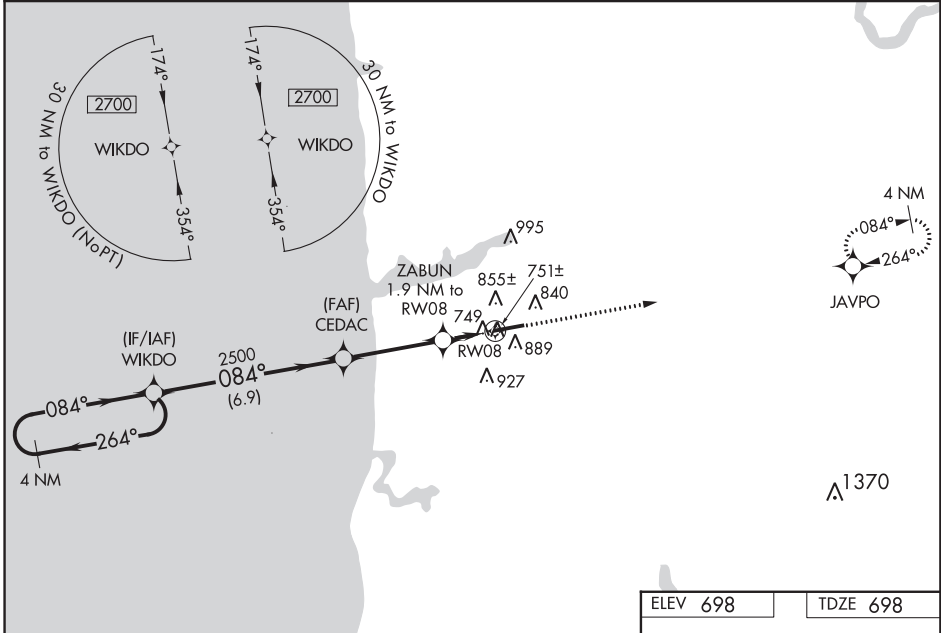 174°
30 NM to WIKDO (NoPT)
2700
WIKDO
354°
174°
30 NM to WIKDO
2700
WIKDO
354°
4 NM
084°
264°
JAVPO
995
ZABUN
1.9 NM to
RW08
855±
751±
840
749
RW08
889
927
(FAF)
CEDAC
(IF/IAF)
WIKDO
2500
084°
(6.9)
084°
264°
4 NM
1370
ELEV 698
TDZE 698